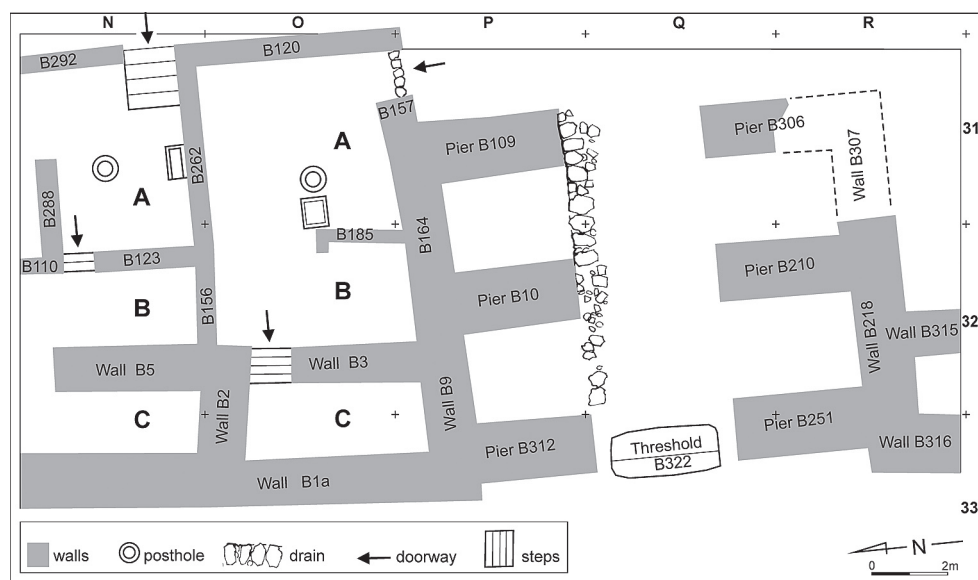 N O P Q R
B292
B120
B157
31
Pier B109
Pier B306
Wall B307
B262
A
A
B288
B164
B185
B110
B123
Pier B210
B
B
Pier B10
B156
32
Wall B218
Wall B315
Wall B5
Wall B3
Wall B2
Wall B9
C
C
Pier B251
Pier B312
Threshold
B322
Wall B316
Wall B1a
33
walls posthole drain doorway steps
N
0 2m